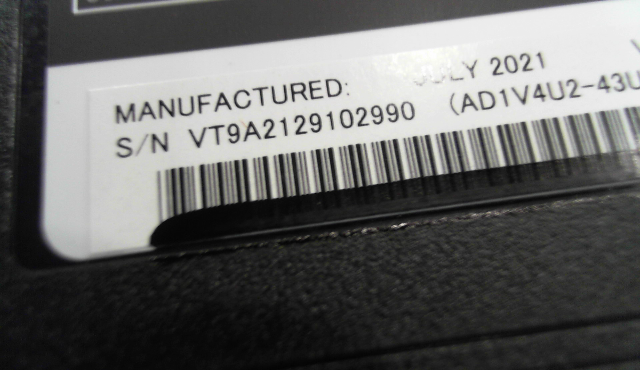 MANUFACTURED: JULY 2021
S/N VT9A2129102990 (AD1V4U2-43U